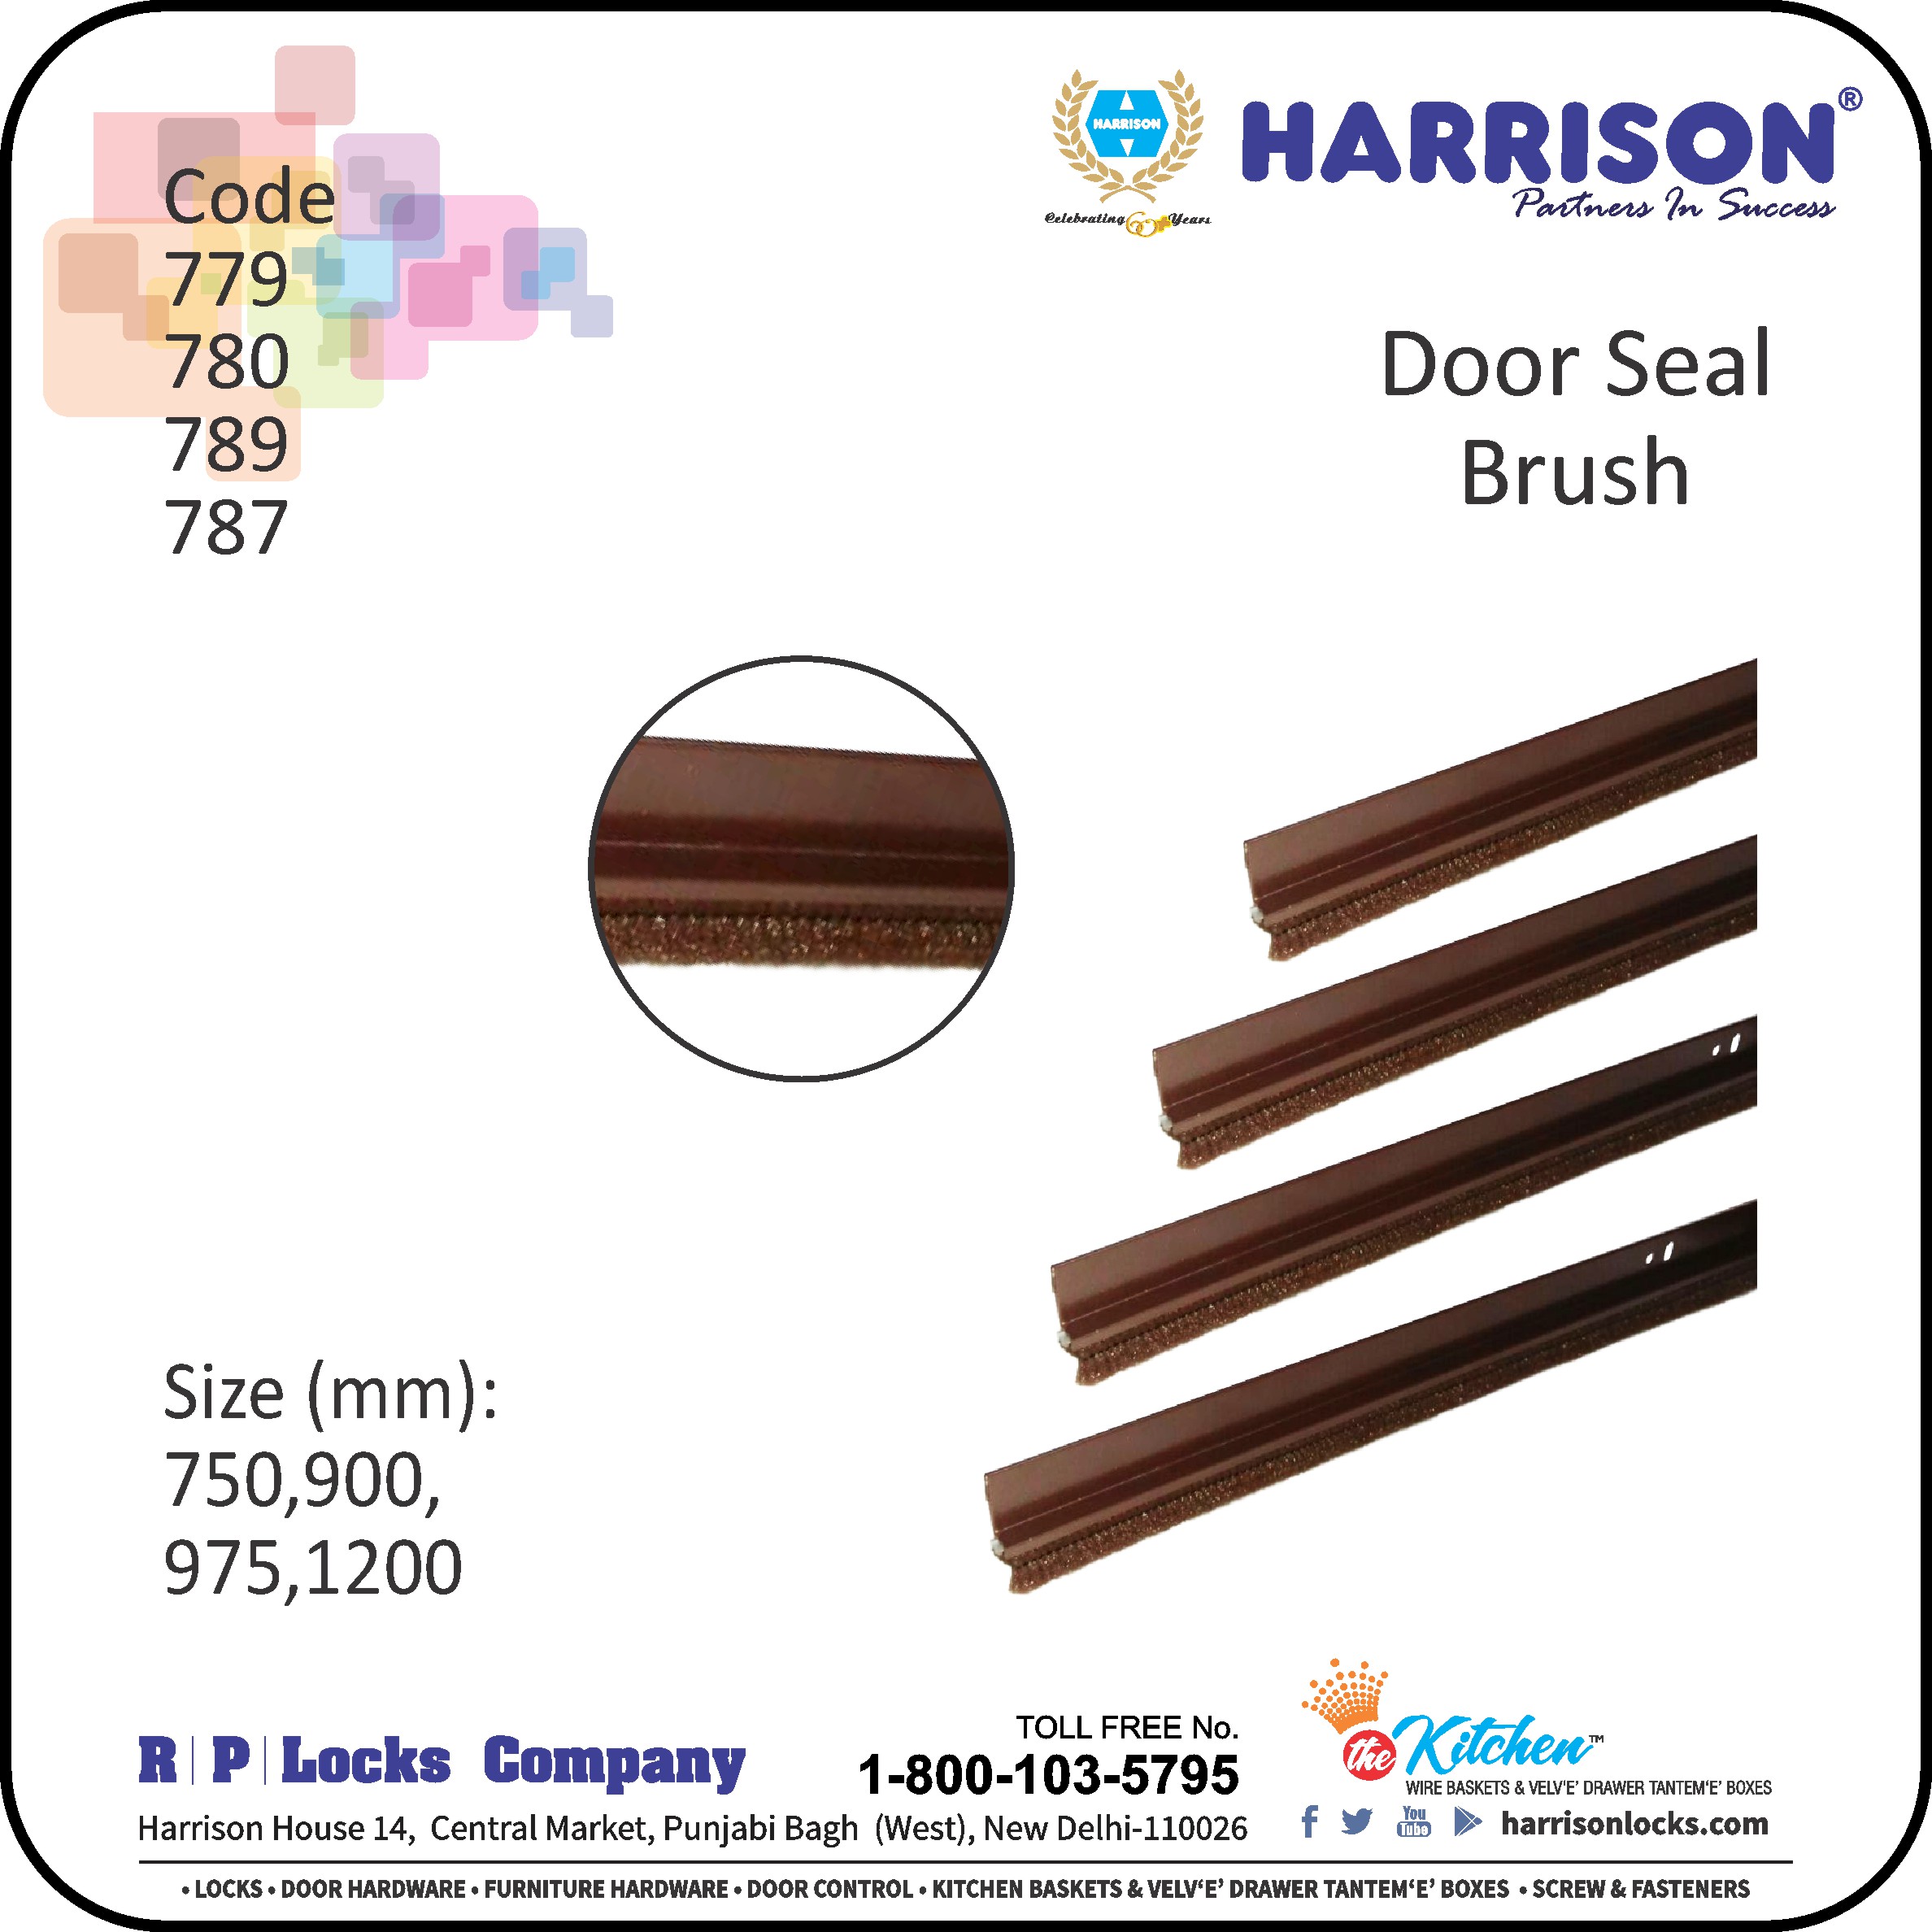 Code
779
780
789
787
HARRISON
Celebrating 60+ Years
HARRISON®
Partners In Success
Door Seal
Brush
Size (mm):
750,900,
975,1200
R|P|Locks Company
Harrison House 14, Central Market, Punjabi Bagh (West), New Delhi-110026
TOLL FREE No.
1-800-103-5795
the Kitchen™
WIRE BASKETS & VELV'E' DRAWER TANTEM'E' BOXES
f You Tube harrisonlocks.com
• LOCKS • DOOR HARDWARE • FURNITURE HARDWARE • DOOR CONTROL • KITCHEN BASKETS & VELV‘E’ DRAWER TANTEM‘E’ BOXES • SCREW & FASTENERS